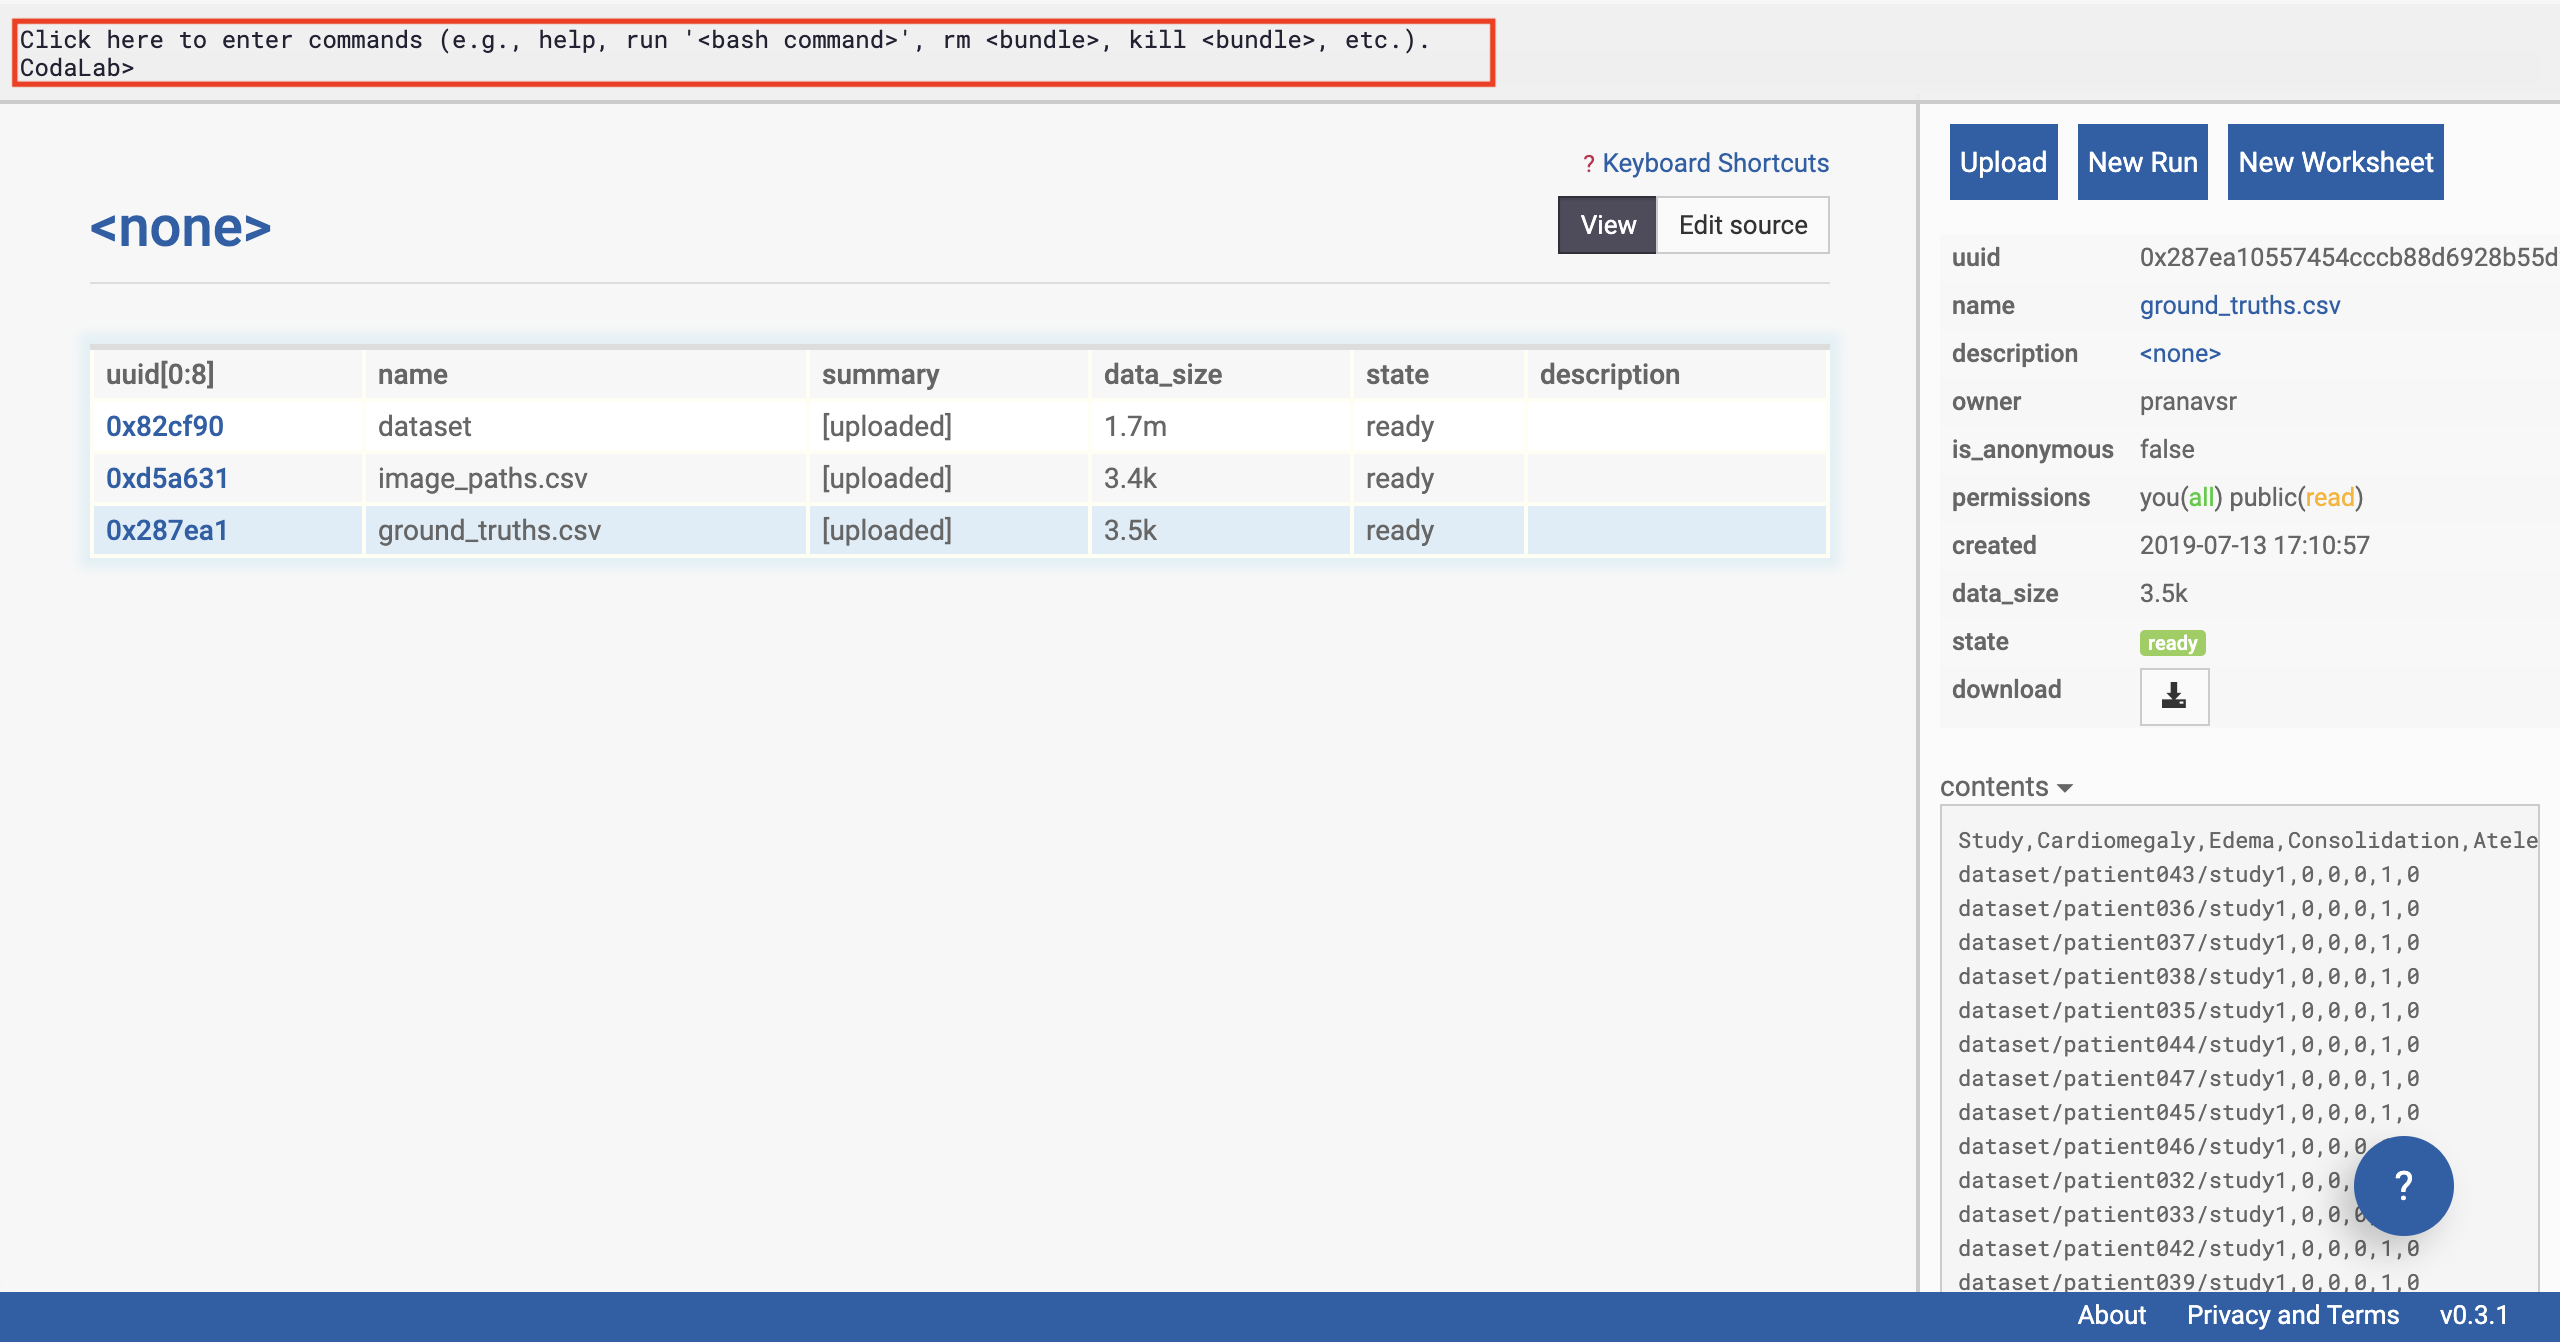 Click here to enter commands (e.g., help, run '<bash command>', rm <bundle>, kill <bundle>, etc.).
CodaLab>
? Keyboard Shortcuts
<none>
View Edit source
uuid[0:8] name summary data_size state description
0x82cf90 dataset [uploaded] 1.7m ready
0xd5a631 image_paths.csv [uploaded] 3.4k ready
0x287ea1 ground_truths.csv [uploaded] 3.5k ready
Upload New Run New Worksheet
uuid 0x287ea10557454cccb88d6928b55d
name ground_truths.csv
description <none>
owner pranavsr
is_anonymous false
permissions you(all) public(read)
created 2019-07-13 17:10:57
data_size 3.5k
state ready
download
contents
Study,Cardiomegaly,Edema,Consolidation,Atele
dataset/patient043/study1,0,0,0,1,0
dataset/patient036/study1,0,0,0,1,0
dataset/patient037/study1,0,0,0,1,0
dataset/patient038/study1,0,0,0,1,0
dataset/patient035/study1,0,0,0,1,0
dataset/patient044/study1,0,0,0,1,0
dataset/patient047/study1,0,0,0,1,0
dataset/patient045/study1,0,0,0,1,0
dataset/patient046/study1,0,0,0
dataset/patient032/study1,0,0,
dataset/patient033/study1,0,0,0
dataset/patient042/study1,0,0,0,1,0
dataset/patient039/study1,0,0,0,1,0
?
About Privacy and Terms v0.3.1